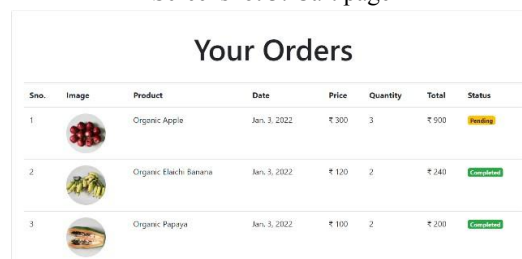 Your Orders
Sno. Image Product Date Price Quantity Total Status
1 Organic Apple Jan. 3, 2022 ₹ 300 3 ₹ 900 Pending
2 Organic Elaichi Banana Jan. 3, 2022 ₹ 120 2 ₹ 240 Completed
3 Organic Papaya Jan. 3, 2022 ₹ 100 2 ₹ 200 Completed